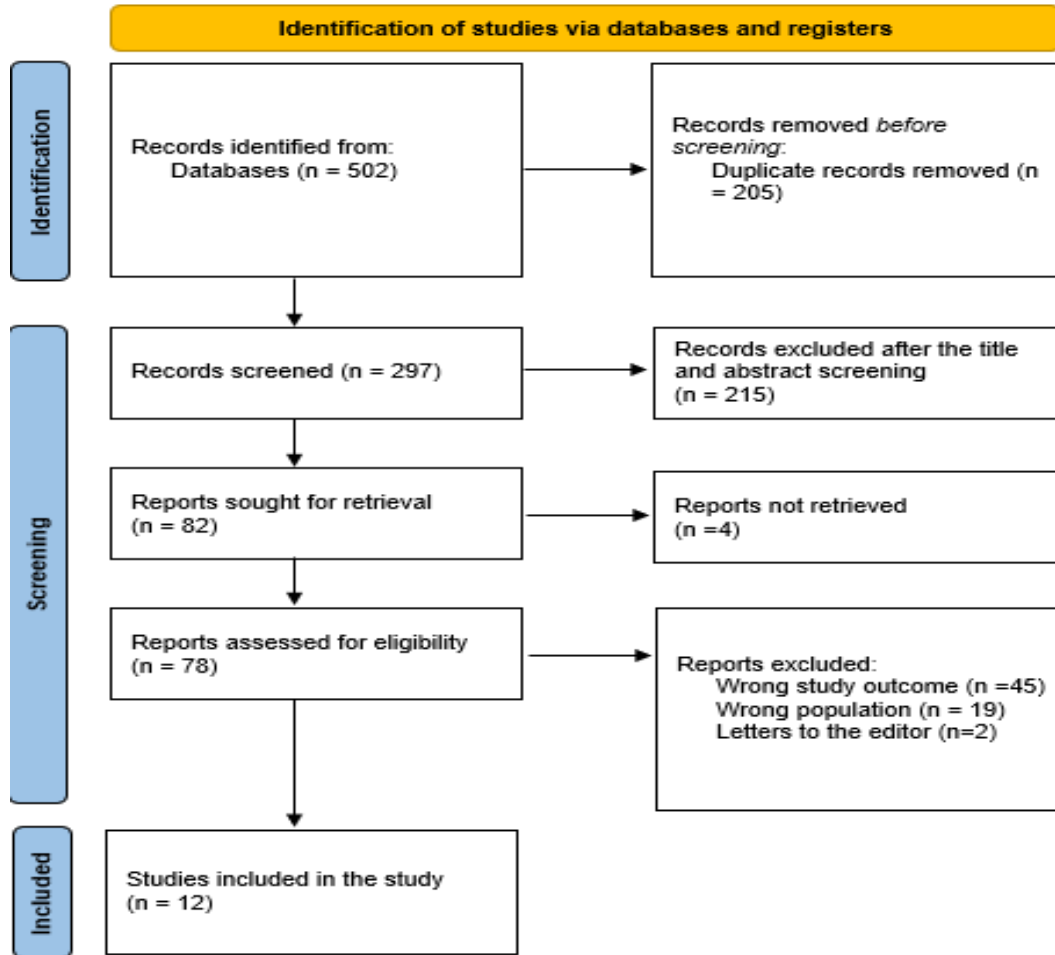 Identification of studies via databases and registers
Identification
Records identified from:
Databases (n = 502)
Records removed before
screening:
Duplicate records removed (n
= 205)
Screening
Records screened (n = 297)
Records excluded after the title
and abstract screening
(n = 215)
Reports sought for retrieval
(n = 82)
Reports not retrieved
(n =4)
Reports assessed for eligibility
(n = 78)
Reports excluded:
Wrong study outcome (n =45)
Wrong population (n = 19)
Letters to the editor (n=2)
Included
Studies included in the study
(n = 12)